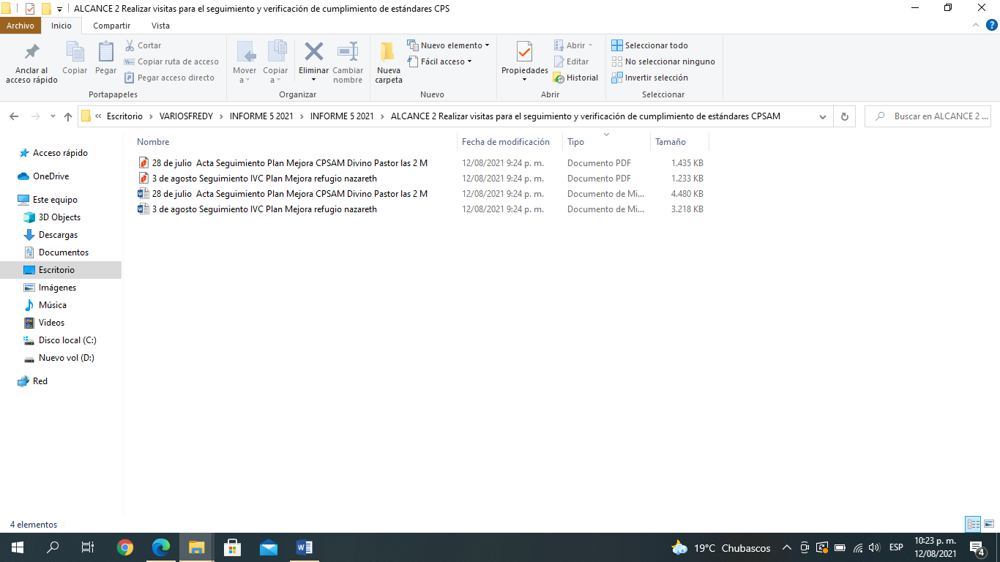 ALCANCE 2 Realizar visitas para el seguimiento y verificación de cumplimiento de estándares CPS
Archivo Inicio Compartir Vista
Anclar al acceso rápido
Copiar
Pegar
Cortar
Copiar ruta de acceso
Pegar acceso directo
Portapapeles
Mover a
Copiar a
Eliminar
Cambiar nombre
Organizar
Nueva carpeta
Nuevo elemento
Fácil acceso
Nuevo
Propiedades
Abrir
Editar
Historial
Abrir
Seleccionar todo
No seleccionar ninguno
Invertir selección
Seleccionar
« Escritorio > VARIOSFREDY > INFORME 5 2021 > INFORME 5 2021 > ALCANCE 2 Realizar visitas para el seguimiento y verificación de cumplimiento de estándares CPSAM
Buscar en ALCANCE 2 ...
Acceso rápido
OneDrive
Este equipo
3D Objects
Descargas
Documentos
Escritorio
Imágenes
Música
Videos
Disco local (C:)
Nuevo vol (D:)
Red
Nombre Fecha de modificación Tipo Tamaño
28 de julio  Acta Seguimiento Plan Mejora CPSAM Divino Pastor las 2 M 12/08/2021 9:24 p. m. Documento PDF 1.435 KB
3 de agosto Seguimiento IVC Plan Mejora refugio nazareth 12/08/2021 9:24 p. m. Documento PDF 1.233 KB
28 de julio  Acta Seguimiento Plan Mejora CPSAM Divino Pastor las 2 M 12/08/2021 9:24 p. m. Documento de Mi... 4.480 KB
3 de agosto Seguimiento IVC Plan Mejora refugio nazareth 12/08/2021 9:24 p. m. Documento de Mi... 3.218 KB
4 elementos
19°C Chubascos
ESP
10:23 p. m.
12/08/2021
4